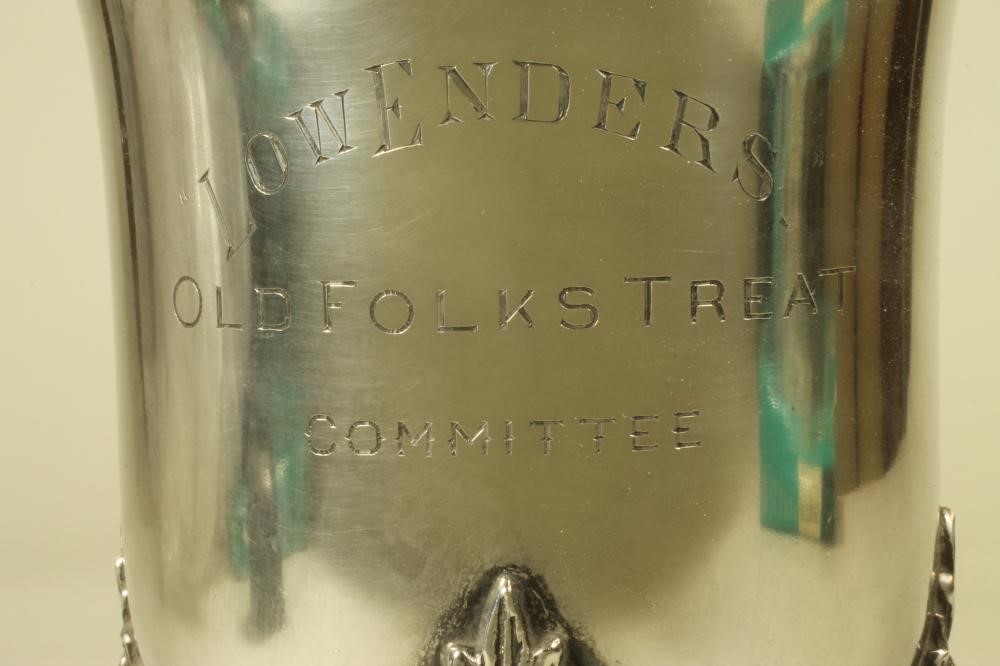 "LOWENDERS,"
OLD FOLKS TREAT
COMMITTEE